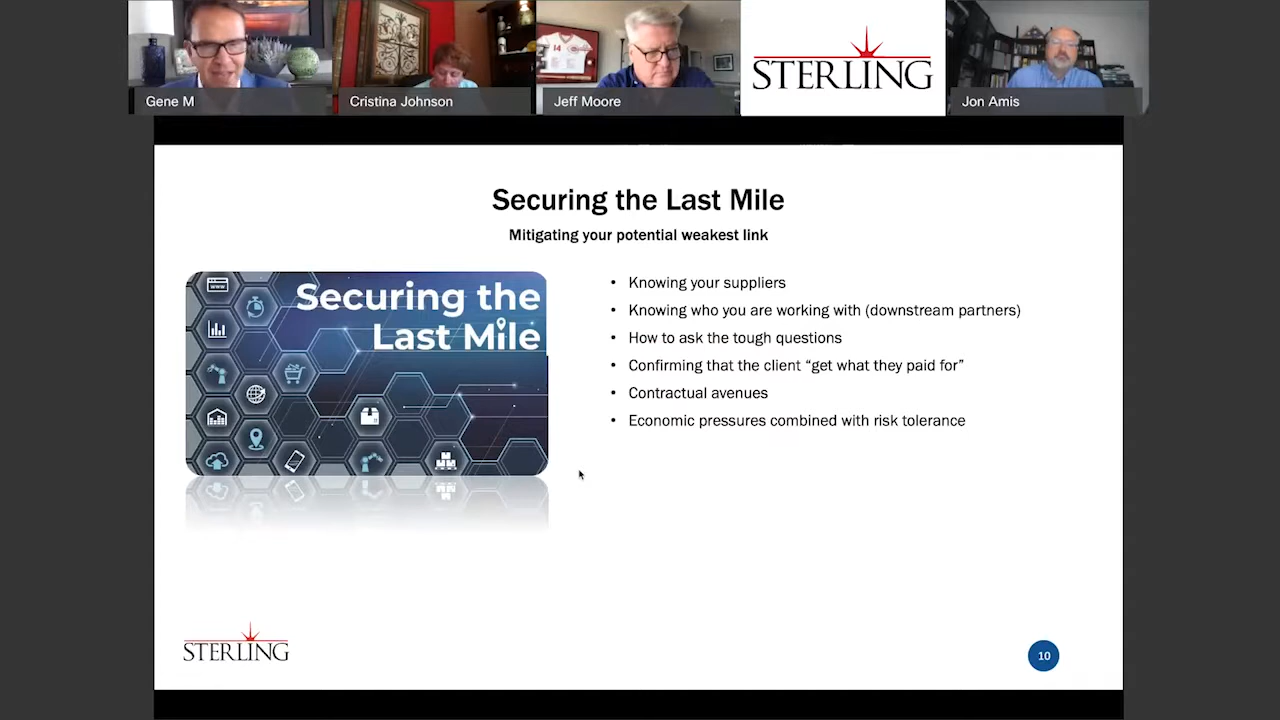 Gene M
Cristina Johnson
Jeff Moore
STERLING
Jon Amis
14
Securing the Last Mile
Mitigating your potential weakest link
www
Securing the
Last Mile
• Knowing your suppliers
• Knowing who you are working with (downstream partners)
• How to ask the tough questions
• Confirming that the client “get what they paid for”
• Contractual avenues
• Economic pressures combined with risk tolerance
STERLING
10